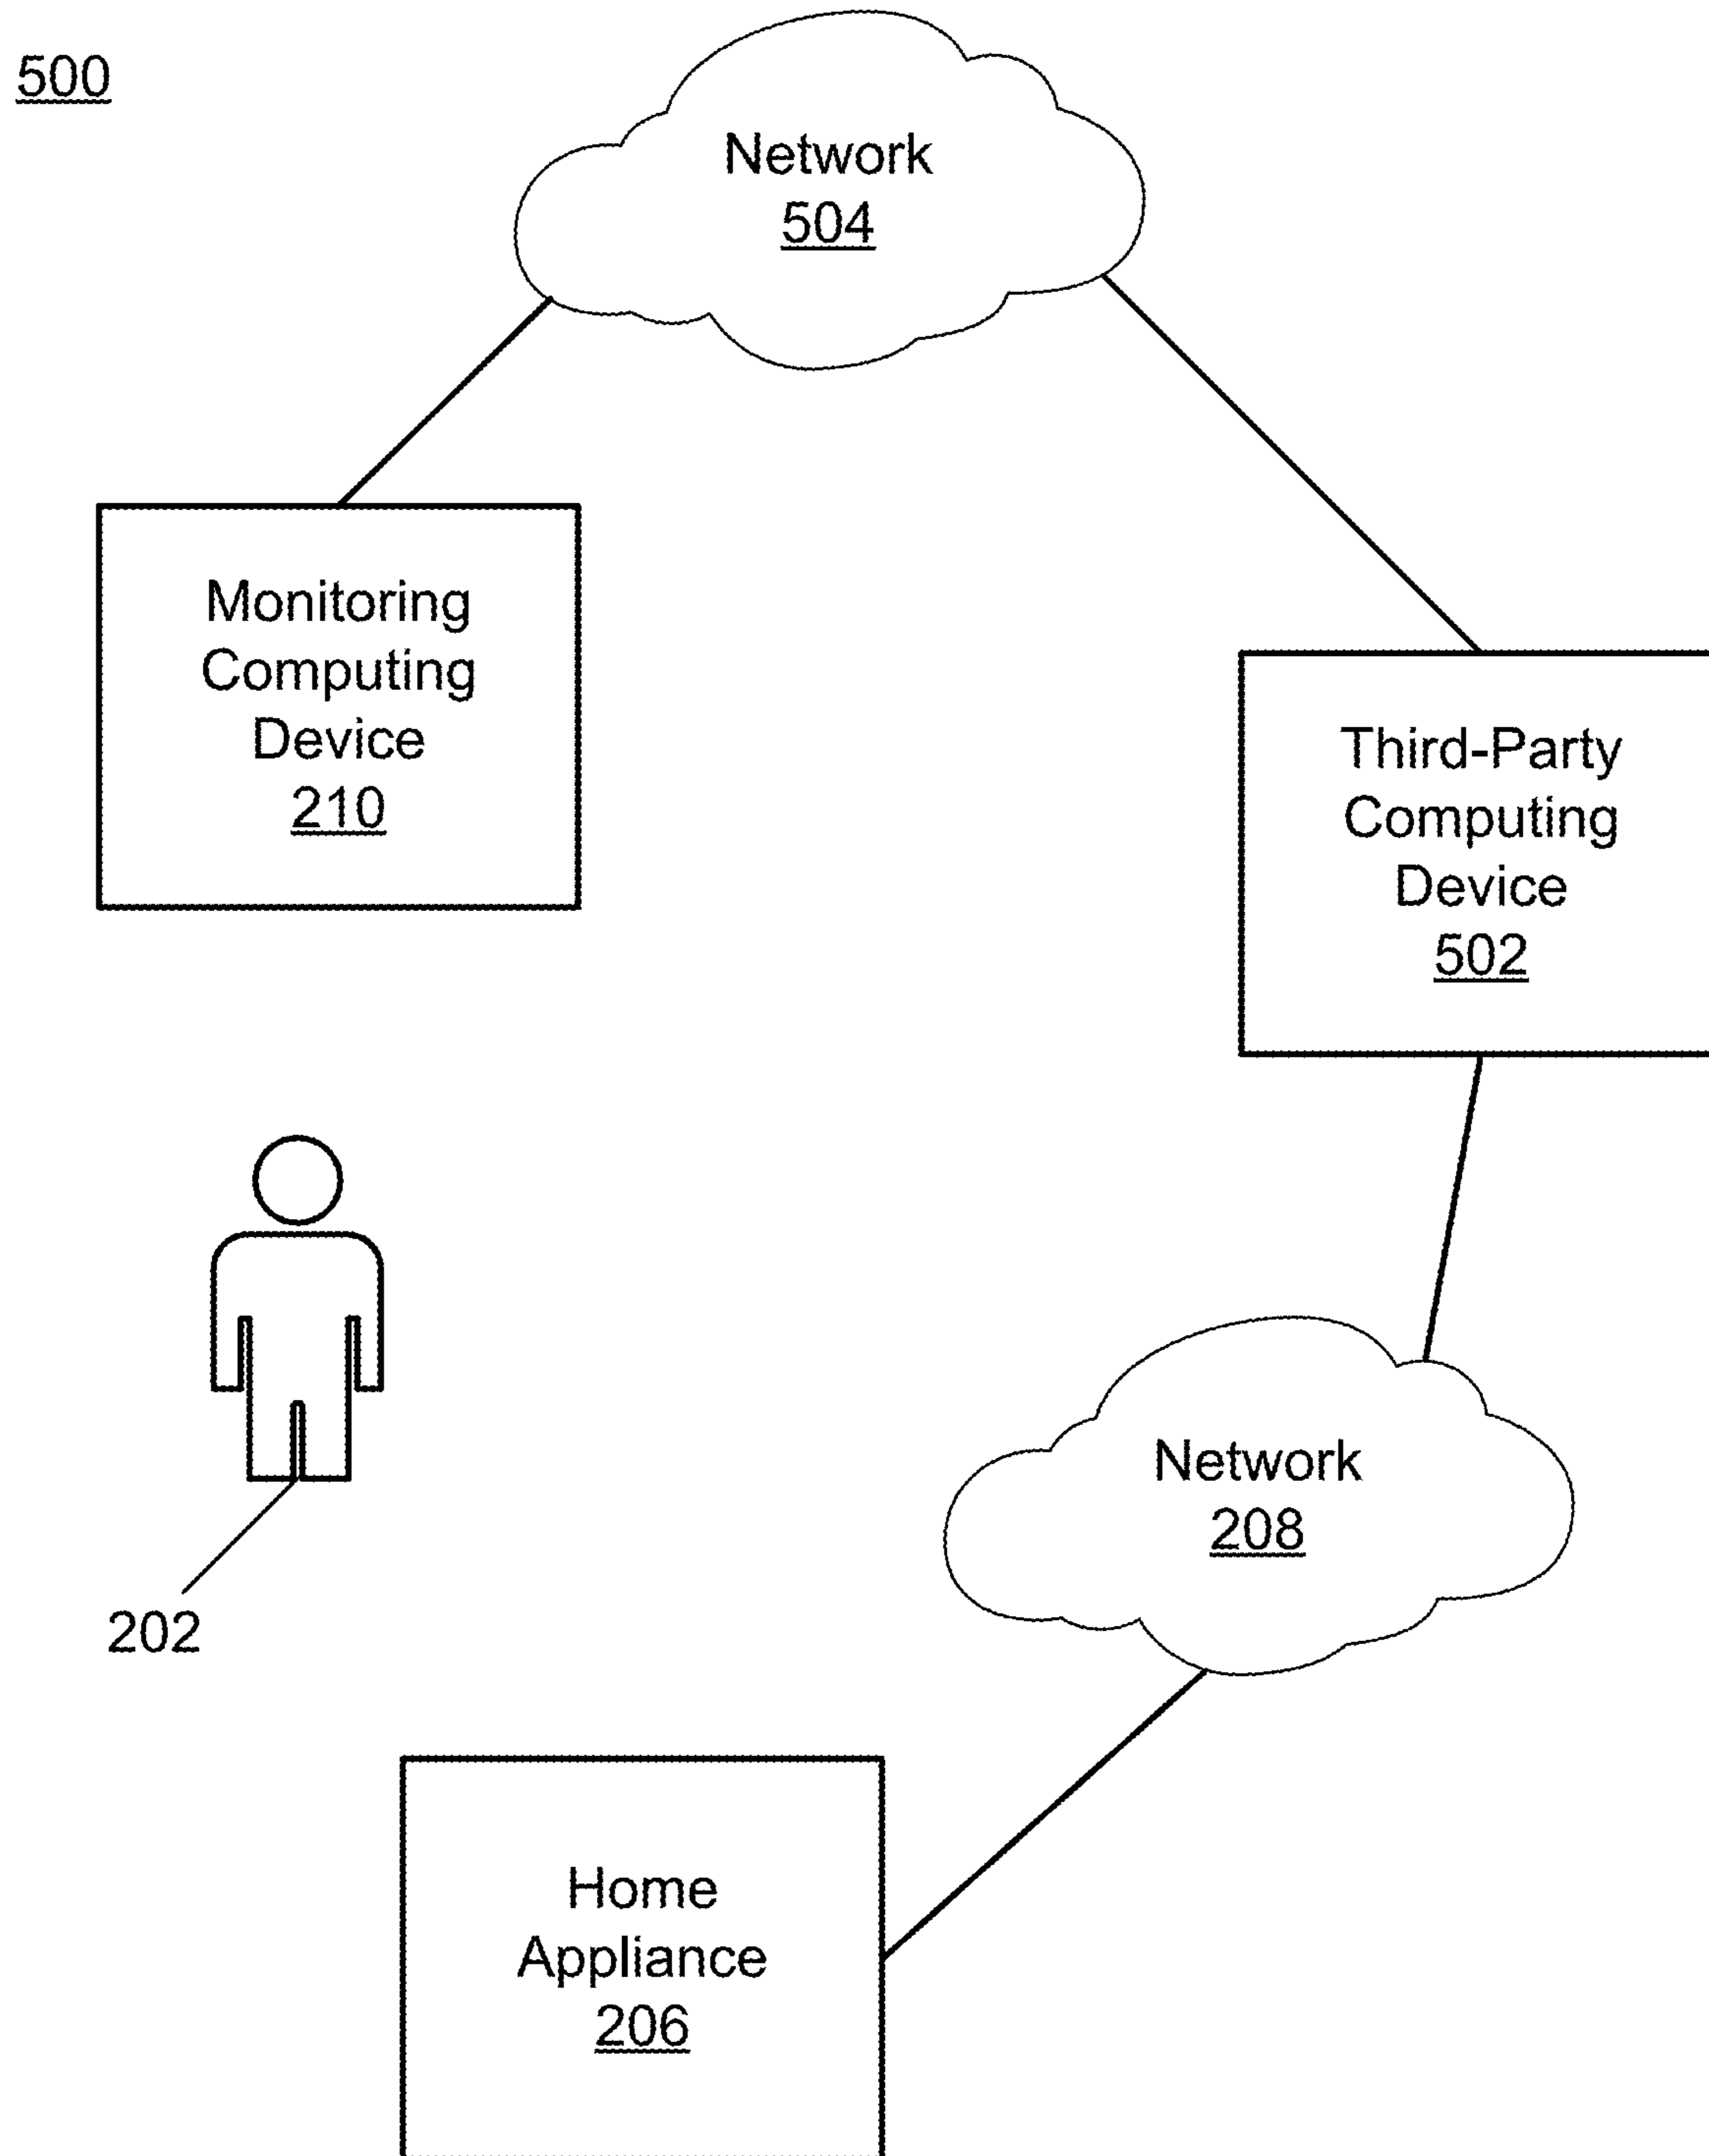 500
Network
504
Monitoring
Computing
Device
210
Third-Party
Computing
Device
502
202
Network
208
Home
Appliance
206